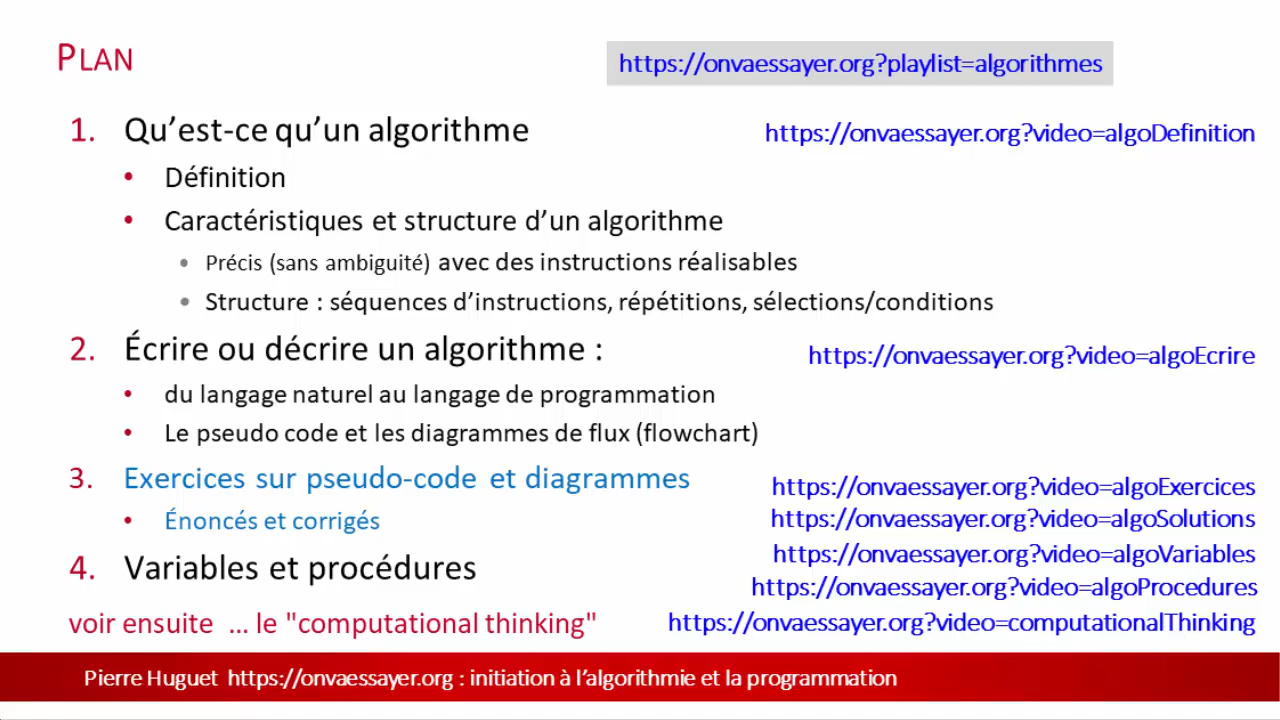 PLAN
https://onvaessayer.org?playlist=algorithmes
1. Qu’est-ce qu’un algorithme
https://onvaessayer.org?video=algoDefinition
• Définition
• Caractéristiques et structure d’un algorithme
• Précis (sans ambiguité) avec des instructions réalisables
• Structure : séquences d’instructions, répétitions, sélections/conditions
2. Écrire ou décrire un algorithme :
https://onvaessayer.org?video=algoEcrire
• du langage naturel au langage de programmation
• Le pseudo code et les diagrammes de flux (flowchart)
3. Exercices sur pseudo-code et diagrammes
https://onvaessayer.org?video=algoExercices
• Énoncés et corrigés
https://onvaessayer.org?video=algoSolutions
4. Variables et procédures
https://onvaessayer.org?video=algoVariables
https://onvaessayer.org?video=algoProcedures
voir ensuite ... le "computational thinking"
https://onvaessayer.org?video=computationalThinking
Pierre Huguet https://onvaessayer.org : initiation à l’algorithmie et la programmation